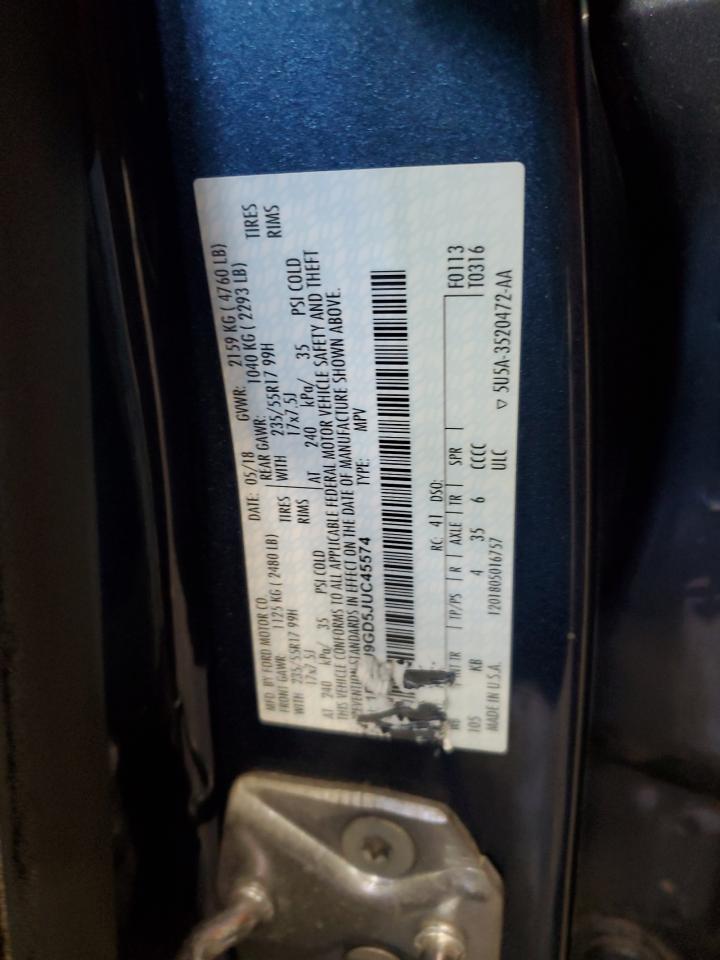 MFD. BY FORD MOTOR CO. DATE: 05/18 GVWR: 2159 KG ( 4760 LB)
FRONT GAWR: 1125 KG ( 2480 LB) REAR GAWR: 1040 KG ( 2293 LB)
WITH 235/55R17 99H TIRES WITH 235/55R17 99H TIRES
17x7.5J RIMS 17x7.5J RIMS
AT 240 kPa/ 35 PSI COLD AT 240 kPa/ 35 PSI COLD
THIS VEHICLE CONFORMS TO ALL APPLICABLE FEDERAL MOTOR VEHICLE SAFETY AND THEFT
PREVENTION STANDARDS IN EFFECT ON THE DATE OF MANUFACTURE SHOWN ABOVE.
9GD5JUC45574 TYPE: MPV
F0113
RC: 41 DSO: T0316
WB TR TP/PS R AXLE TR SPR
105 KB 4 35 6 CCCC
MADE IN U.S.A. 1201805016757 ULC
▽ 5U5A-3520472-AA